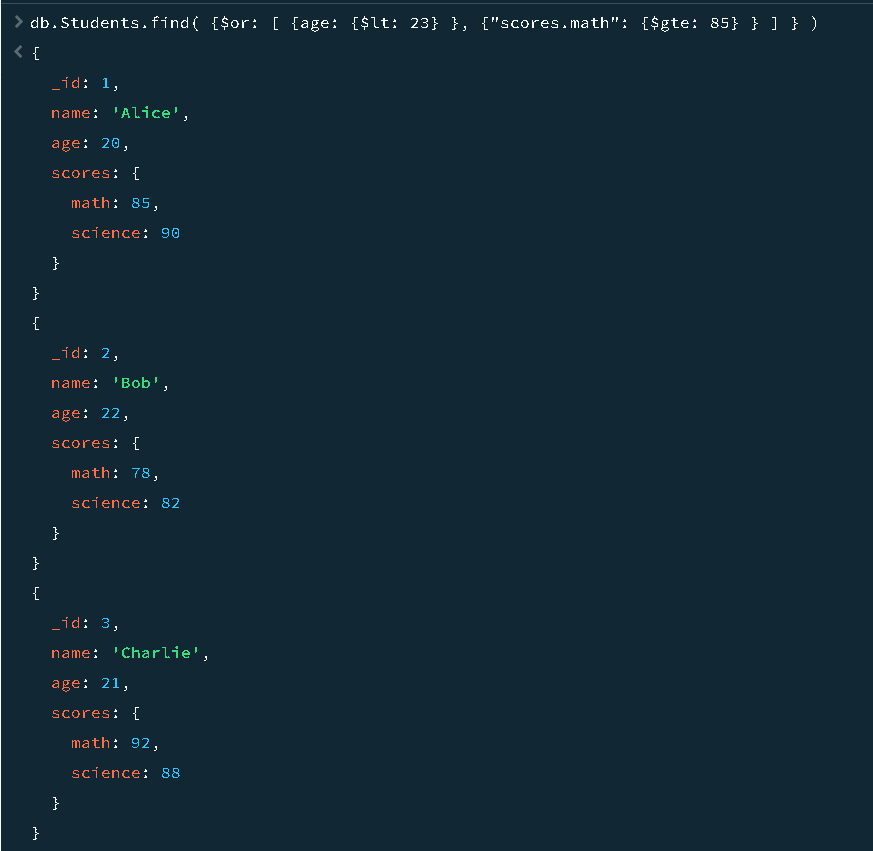 > db.Students.find( {$or: [ {age: {$lt: 23} }, {"scores.math": {$gte: 85} } ] } )
< {
_id: 1,
name: 'Alice',
age: 20,
scores: {
math: 85,
science: 90
}
}
{
_id: 2,
name: 'Bob',
age: 22,
scores: {
math: 78,
science: 82
}
}
{
_id: 3,
name: 'Charlie',
age: 21,
scores: {
math: 92,
science: 88
}
}